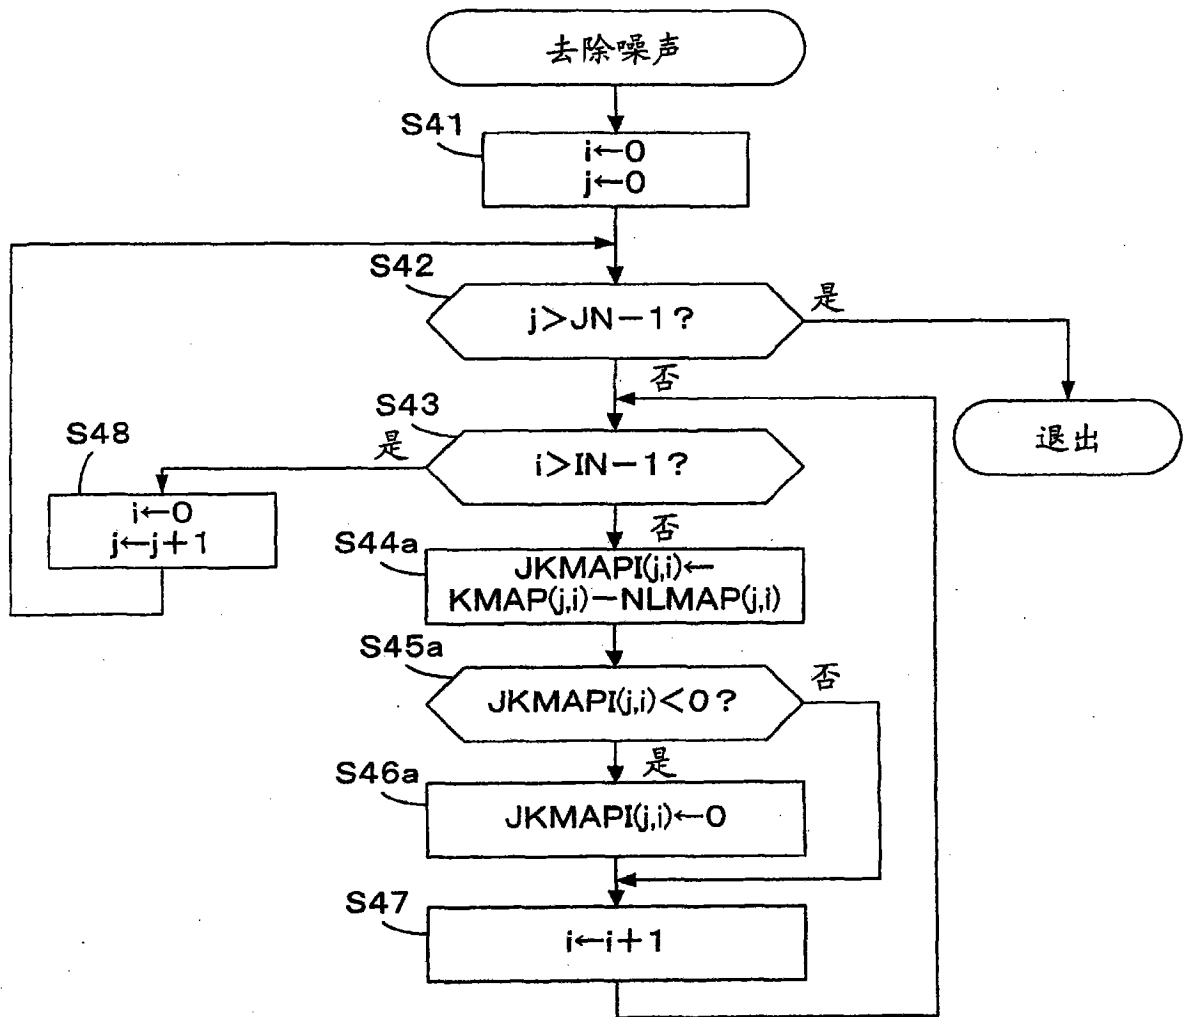 去除噪声
S41
i←0
j←0
S42
j>JN-1?
是
否
S43
i>IN-1?
是
退出
S48
i←0
j←j+1
否
S44a
JKMAPI(j,i)←
KMAP(j,i)-NLMAP(j,i)
S45a
JKMAPI(j,i)<0?
否
是
S46a
JKMAPI(j,i)←0
S47
i←i+1